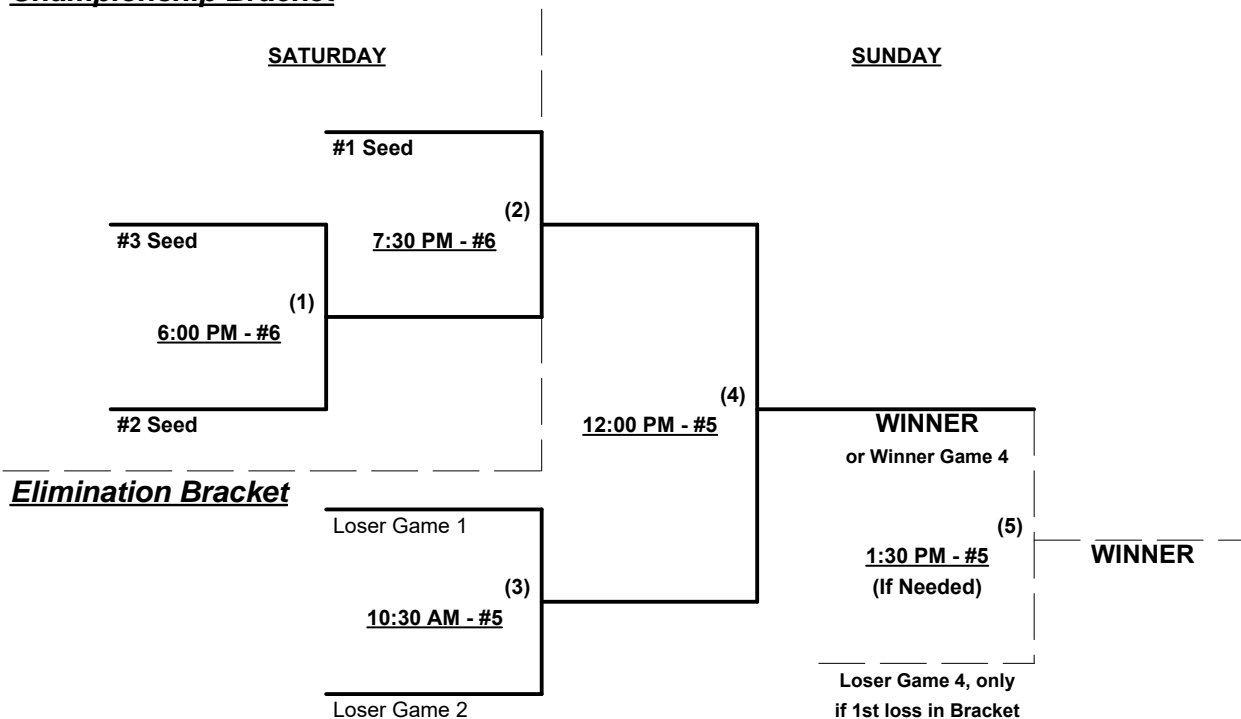 Championship Bracket
SATURDAY
SUNDAY
#1 Seed
(2)
7:30 PM - #6
#3 Seed
(1)
6:00 PM - #6
#2 Seed
(4)
12:00 PM - #5
WINNER
or Winner Game 4
Elimination Bracket
Loser Game 1
(3)
10:30 AM - #5
Loser Game 2
(5)
1:30 PM - #5
(If Needed)
WINNER
Loser Game 4, only
if 1st loss in Bracket